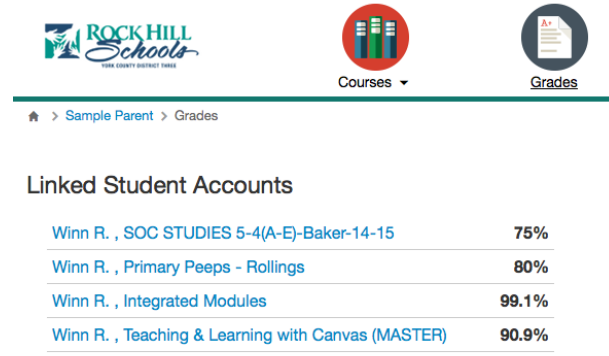 ROCK HILL
Schools
YORK COUNTY DISTRICT THREE
A+
Courses
Grades
> Sample Parent > Grades
Linked Student Accounts
Winn R. , SOC STUDIES 5-4(A-E)-Baker-14-15 75%
Winn R. , Primary Peeps - Rollings 80%
Winn R. , Integrated Modules 99.1%
Winn R. , Teaching & Learning with Canvas (MASTER) 90.9%